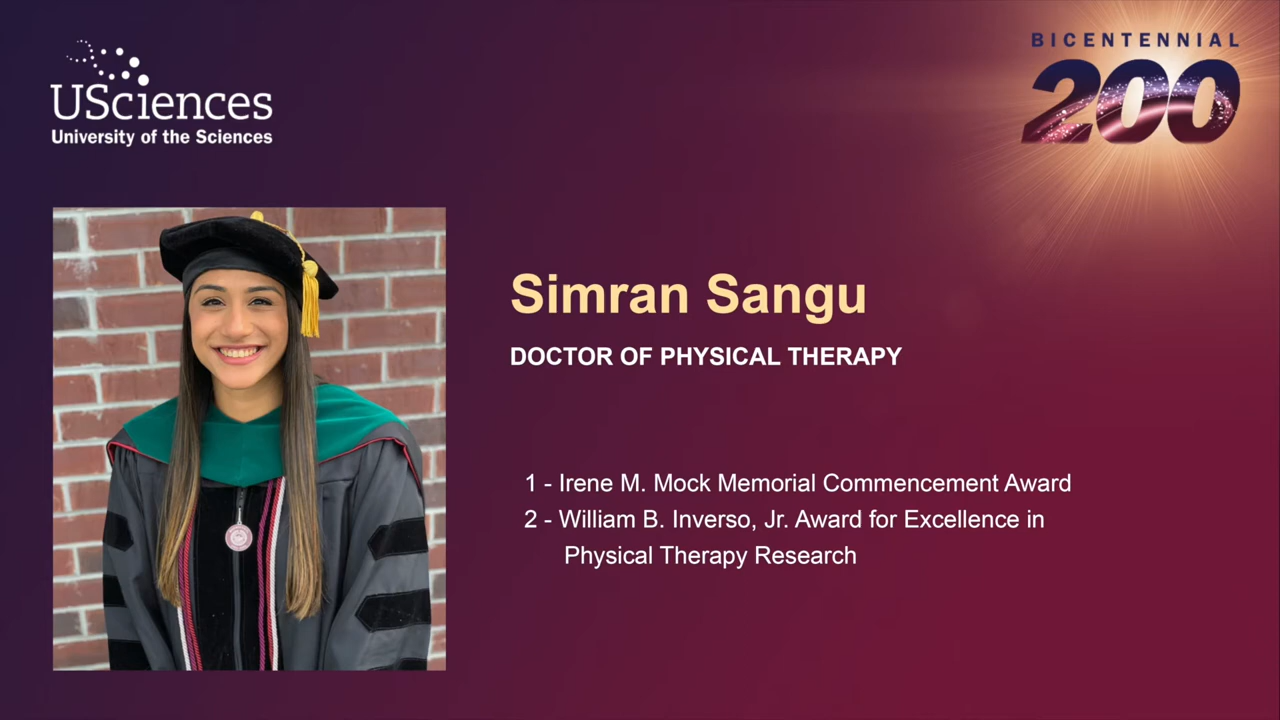 USciences
University of the Sciences
BICENTENNIAL
200
Simran Sangu
DOCTOR OF PHYSICAL THERAPY
1 - Irene M. Mock Memorial Commencement Award
2 - William B. Inverso, Jr. Award for Excellence in
Physical Therapy Research